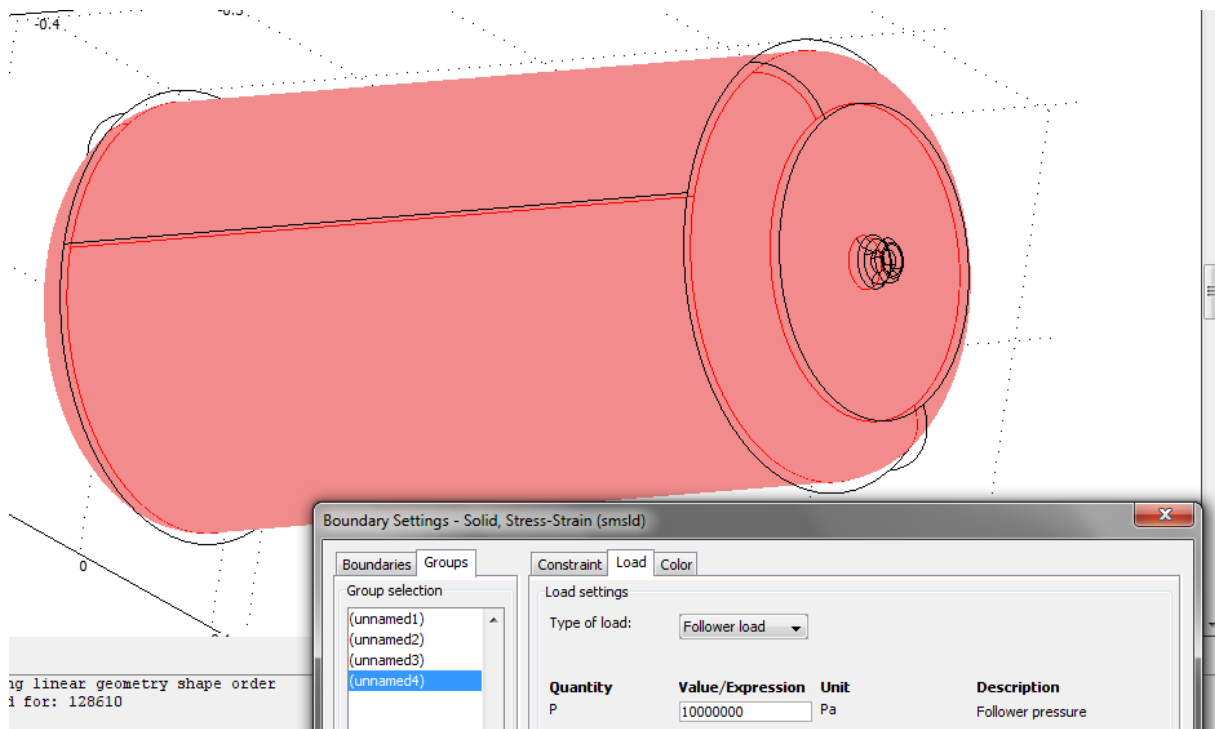 -0.4
0
Boundary Settings - Solid, Stress-Strain (smsld)
Boundaries Groups
Constraint Load Color
Group selection
Load settings
(unnamed1)
(unnamed2)
(unnamed3)
(unnamed4)
Type of load: Follower load
Quantity Value/Expression Unit Description
P 10000000 Pa Follower pressure
ng linear geometry shape order
d for: 128610